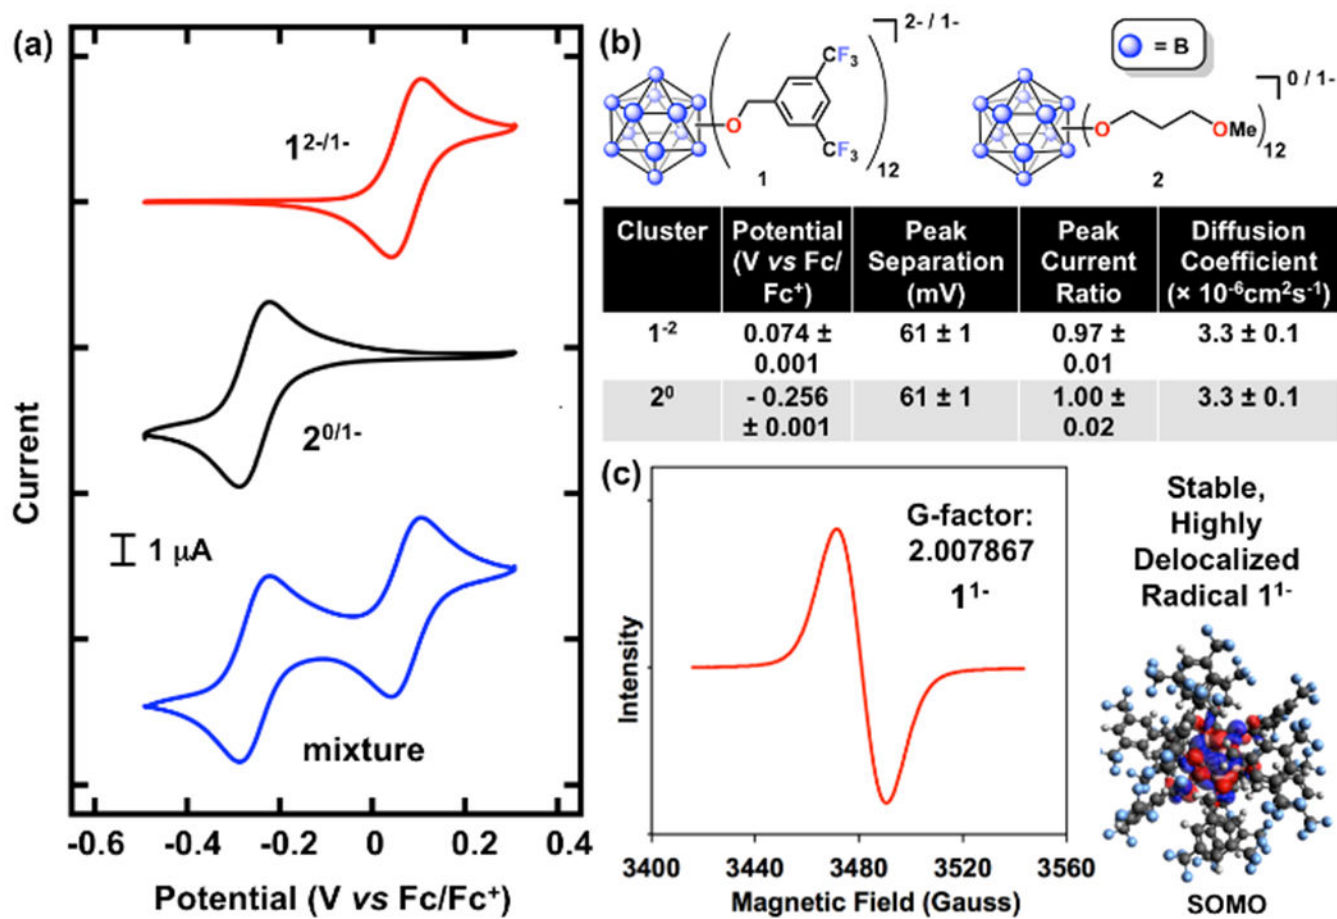 (a)
1²⁻/¹⁻
2⁰/¹⁻
1 μA
mixture
Current
-0.6 -0.4 -0.2 0 0.2 0.4
Potential (V vs Fc/Fc⁺)
(b)
2- / 1-
CF₃
O
CF₃
12
1
= B
0 / 1-
O
OMe
12
2
Cluster
Potential
(V vs Fc/
Fc⁺)
Peak
Separation
(mV)
Peak
Current
Ratio
Diffusion
Coefficient
(× 10⁻⁶cm²s⁻¹)
1⁻²
0.074 ±
0.001
61 ± 1
0.97 ±
0.01
3.3 ± 0.1
2⁰
- 0.256
± 0.001
61 ± 1
1.00 ±
0.02
3.3 ± 0.1
(c)
G-factor:
2.007867
1¹⁻
Intensity
3400 3440 3480 3520 3560
Magnetic Field (Gauss)
Stable,
Highly
Delocalized
Radical 1¹⁻
SOMO